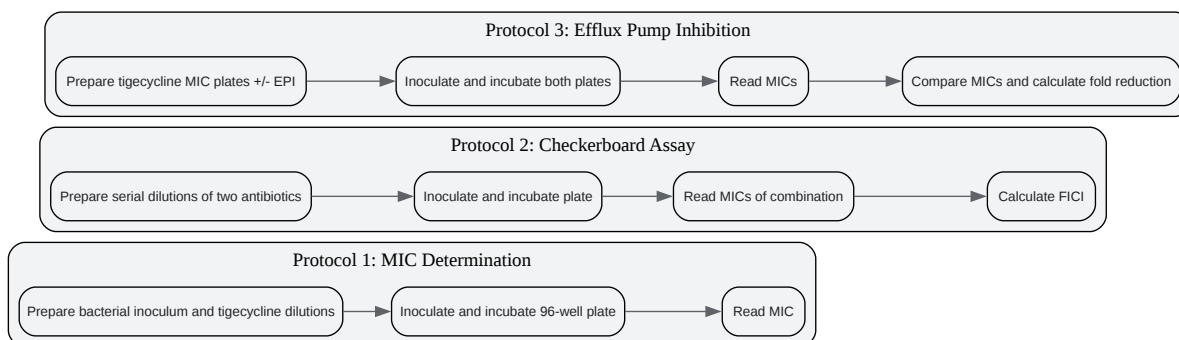 Protocol 3: Efflux Pump Inhibition
Prepare tigecycline MIC plates +/- EPI
Inoculate and incubate both plates
Read MICs
Compare MICs and calculate fold reduction
Protocol 2: Checkerboard Assay
Prepare serial dilutions of two antibiotics
Inoculate and incubate plate
Read MICs of combination
Calculate FICI
Protocol 1: MIC Determination
Prepare bacterial inoculum and tigecycline dilutions
Inoculate and incubate 96-well plate
Read MIC